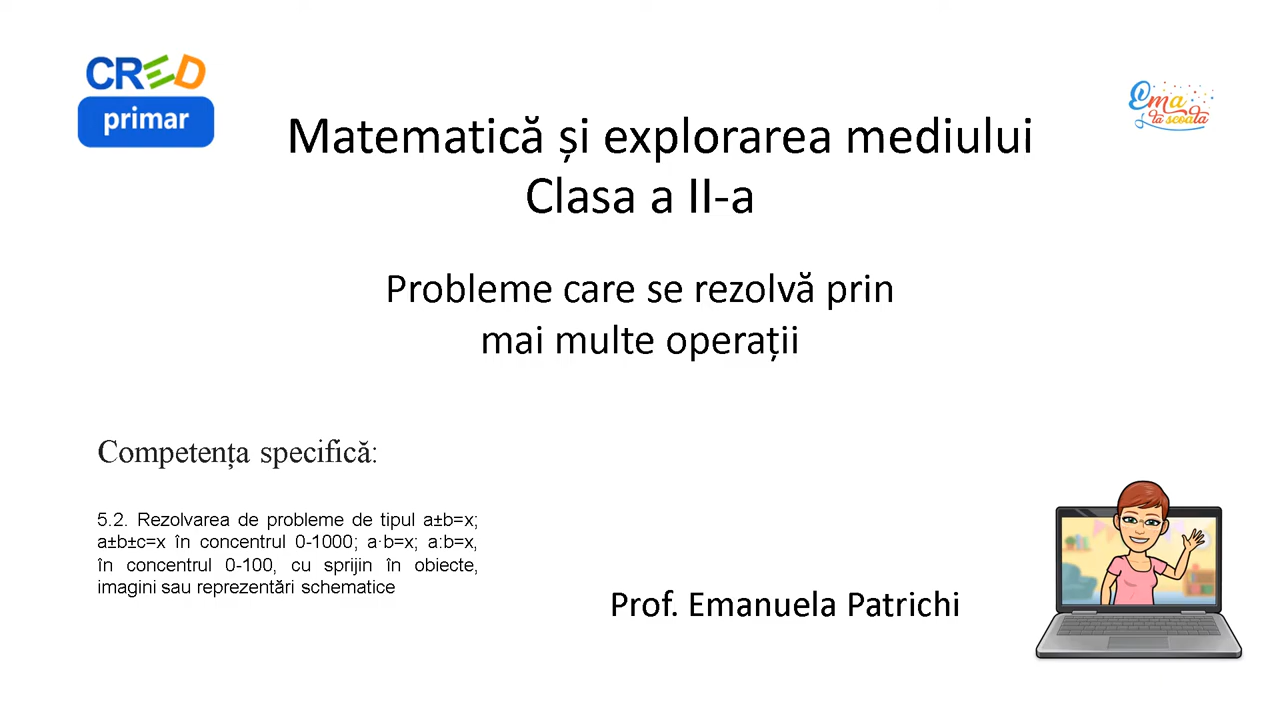 CRED
primar
Ema
la scoala
Matematică și explorarea mediului
Clasa a II-a
Probleme care se rezolvă prin
mai multe operații
Competența specifică:
5.2. Rezolvarea de probleme de tipul a±b=x;
a±b±c=x în concentrul 0-1000; a·b=x; a:b=x,
în concentrul 0-100, cu sprijin în obiecte,
imagini sau reprezentări schematice
Prof. Emanuela Patrichi